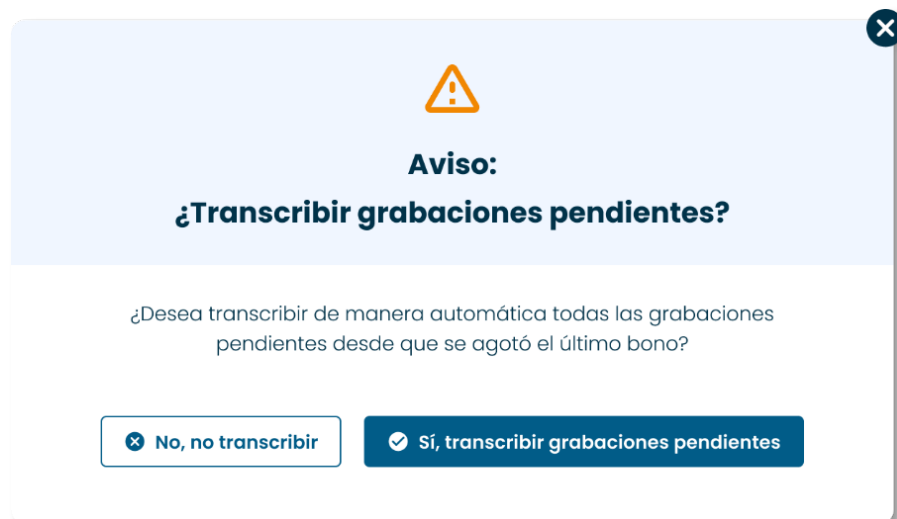 Aviso:
¿Transcribir grabaciones pendientes?
¿Desea transcribir de manera automática todas las grabaciones
pendientes desde que se agotó el último bono?
No, no transcribir
Sí, transcribir grabaciones pendientes